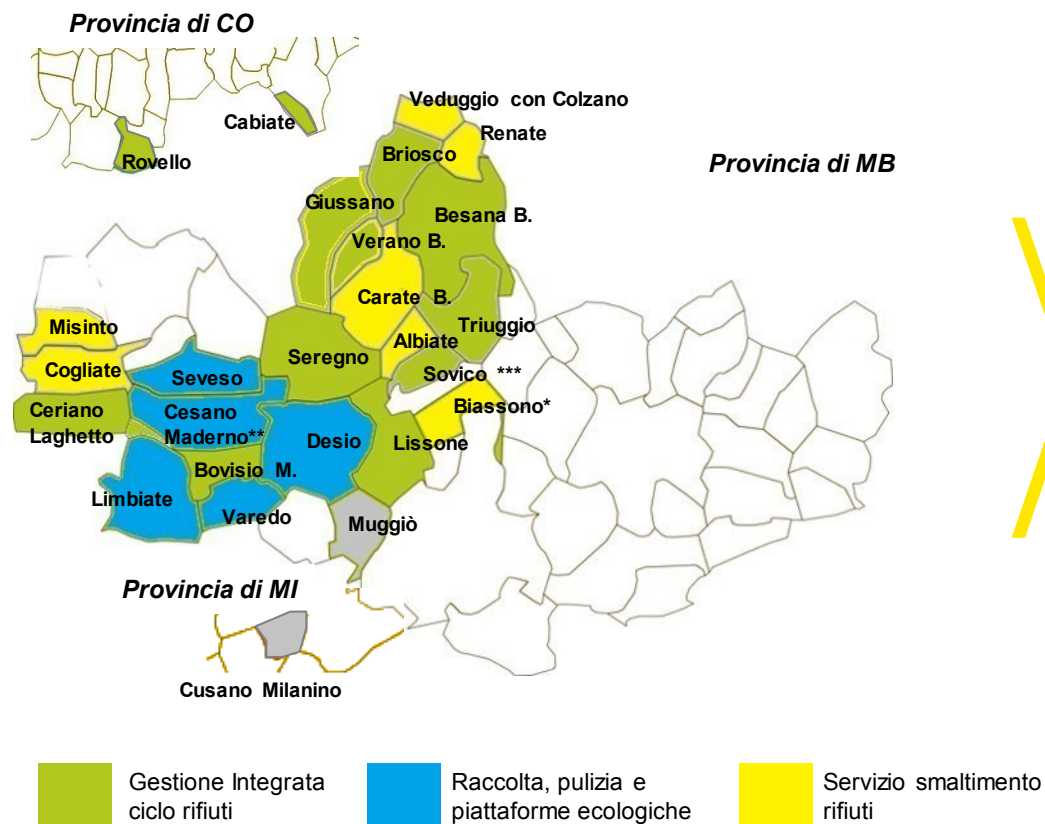 Provincia di CO
Veduggio con Colzano
Cabiate
Renate
Briosco
Rovello
Provincia di MB
Giussano
Besana B.
Verano B.
Carate B.
Misinto
Triuggio
Albiate
Seregno
Cogliate
Seveso
Sovico ***
Ceriano
Laghetto
Cesano
Maderno**
Biassono*
Desio
Lissone
Bovisio M.
Limbiate
Varedo
Muggiò
Provincia di MI
Cusano Milanino
Gestione Integrata
ciclo rifiuti
Raccolta, pulizia e
piattaforme ecologiche
Servizio smaltimento
rifiuti